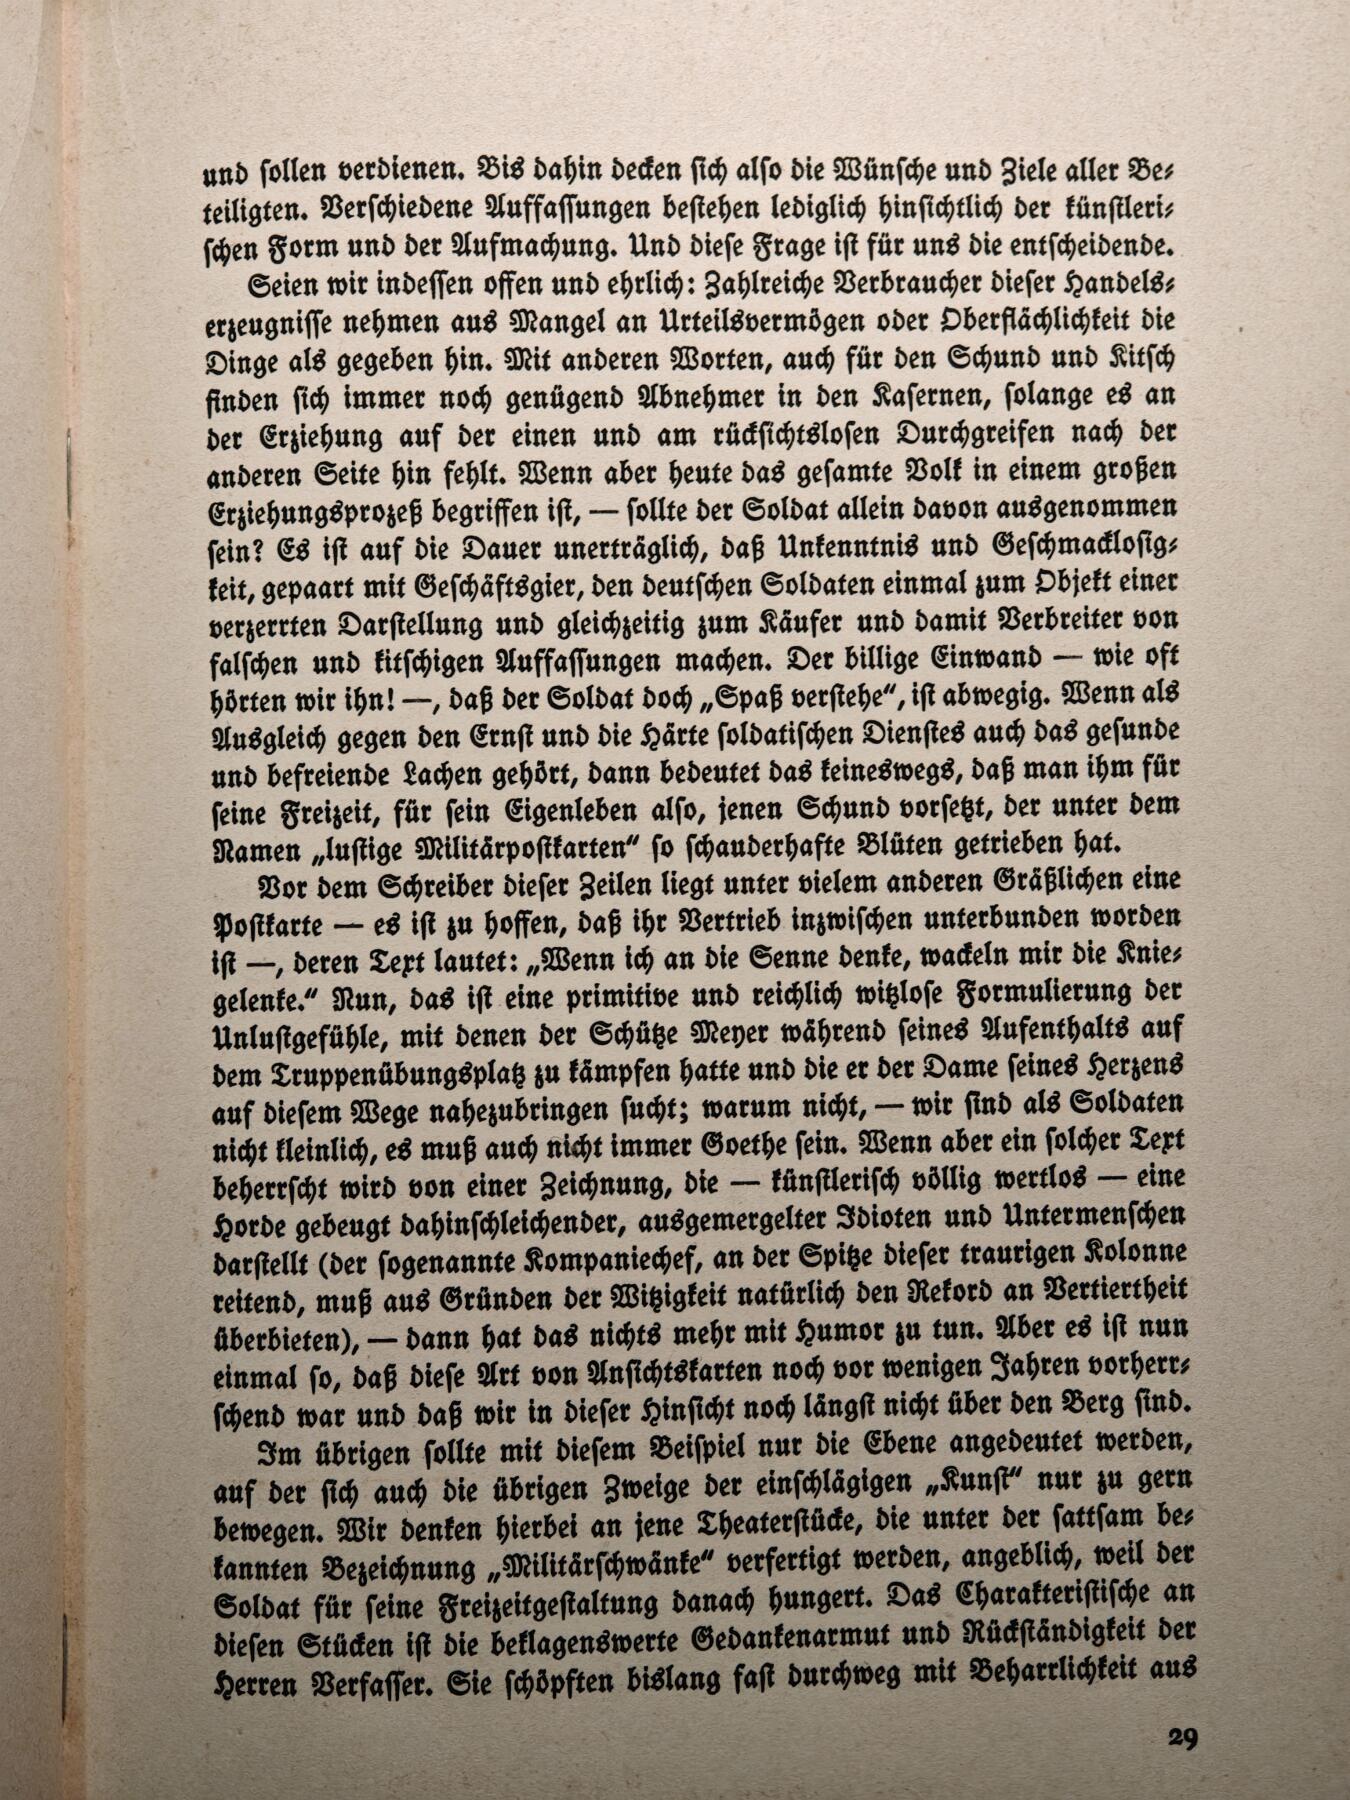 und sollen verdienen. Bis dahin decken sich also die Wünsche und Ziele aller Be-
teiligten. Verschiedene Auffassungen bestehen lediglich hinsichtlich der künstleri-
schen Form und der Aufmachung. Und diese Frage ist für uns die entscheidende.
Seien wir indessen offen und ehrlich: Zahlreiche Verbraucher dieser Handels-
erzeugnisse nehmen aus Mangel an Urteilsvermögen oder Oberflächlichkeit die
Dinge als gegeben hin. Mit anderen Worten, auch für den Schund und Kitsch
finden sich immer noch genügend Abnehmer in den Kasernen, solange es an
der Erziehung auf der einen und am rücksichtslosen Durchgreifen nach der
anderen Seite hin fehlt. Wenn aber heute das gesamte Volk in einem großen
Erziehungsprozeß begriffen ist, — sollte der Soldat allein davon ausgenommen
sein? Es ist auf die Dauer unerträglich, daß Unkenntnis und Geschmacklosig-
keit, gepaart mit Geschäftsgier, den deutschen Soldaten einmal zum Objekt einer
verzerrten Darstellung und gleichzeitig zum Käufer und damit Verbreiter von
falschen und kitschigen Auffassungen machen. Der billige Einwand — wie oft
hörten wir ihn! —, daß der Soldat doch „Spaß verstehe“, ist abwegig. Wenn als
Ausgleich gegen den Ernst und die Härte soldatischen Dienstes auch das gesunde
und befreiende Lachen gehört, dann bedeutet das keineswegs, daß man ihm für
seine Freizeit, für sein Eigenleben also, jenen Schund vorsetzt, der unter dem
Namen „lustige Militärpostkarten“ so schauderhafte Blüten getrieben hat.
Vor dem Schreiber dieser Zeilen liegt unter vielem anderen Gräßlichen eine
Postkarte — es ist zu hoffen, daß ihr Vertrieb inzwischen unterbunden worden
ist —, deren Text lautet: „Wenn ich an die Senne denke, wackeln mir die Knie-
gelenke.“ Nun, das ist eine primitive und reichlich witzlose Formulierung der
Unlustgefühle, mit denen der Schütze Meyer während seines Aufenthalts auf
dem Truppenübungsplatz zu kämpfen hatte und die er der Dame seines Herzens
auf diesem Wege nahezubringen sucht; warum nicht, — wir sind als Soldaten
nicht kleinlich, es muß auch nicht immer Goethe sein. Wenn aber ein solcher Text
beherrscht wird von einer Zeichnung, die — künstlerisch völlig wertlos — eine
Horde gebeugt dahinschleichender, ausgemergelter Idioten und Untermenschen
darstellt (der sogenannte Kompaniechef, an der Spitze dieser traurigen Kolonne
reitend, muß aus Gründen der Witzigkeit natürlich den Rekord an Vertiertheit
überbieten), — dann hat das nichts mehr mit Humor zu tun. Aber es ist nun
einmal so, daß diese Art von Ansichtskarten noch vor wenigen Jahren vorherr-
schend war und daß wir in dieser Hinsicht noch längst nicht über den Berg sind.
Im übrigen sollte mit diesem Beispiel nur die Ebene angedeutet werden,
auf der sich auch die übrigen Zweige der einschlägigen „Kunst“ nur zu gern
bewegen. Wir denken hierbei an jene Theaterstücke, die unter der sattsam be-
kannten Bezeichnung „Militärschwänke“ verfertigt werden, angeblich, weil der
Soldat für seine Freizeitgestaltung danach hungert. Das Charakteristische an
diesen Stücken ist die beklagenswerte Gedankenarmut und Rückständigkeit der
Herren Verfasser. Sie schöpften bislang fast durchweg mit Beharrlichkeit aus
29